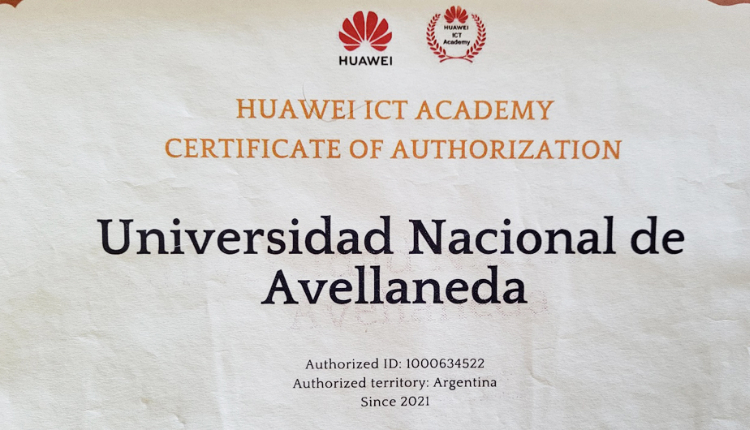 HUAWEI
HUAWEI
ICT
Academy
HUAWEI ICT ACADEMY
CERTIFICATE OF AUTHORIZATION
Universidad Nacional de
Avellaneda
Authorized ID: 1000634522
Authorized territory: Argentina
Since 2021